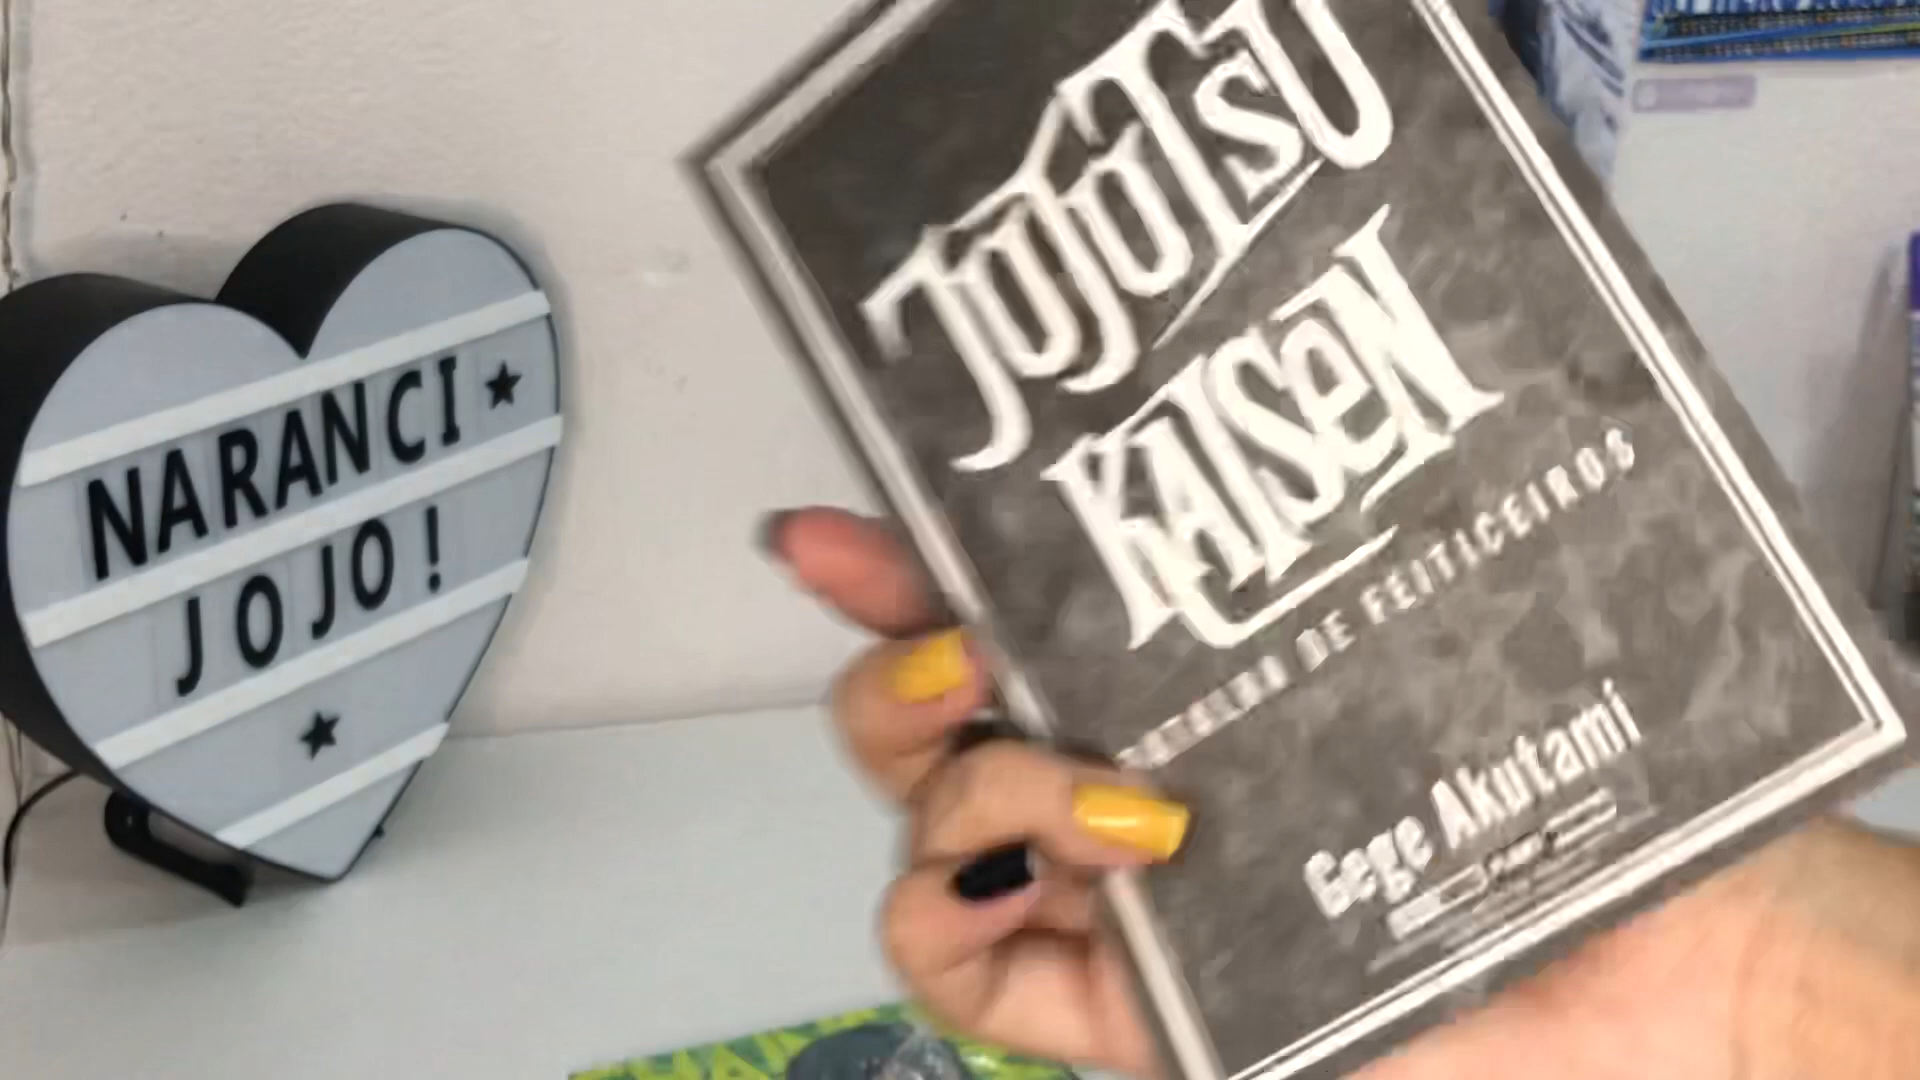 NARANCI ★
JOJO!
★
JUJUTSU
KAISEN
BATALHA DE FEITICEIROS
Gege Akutami